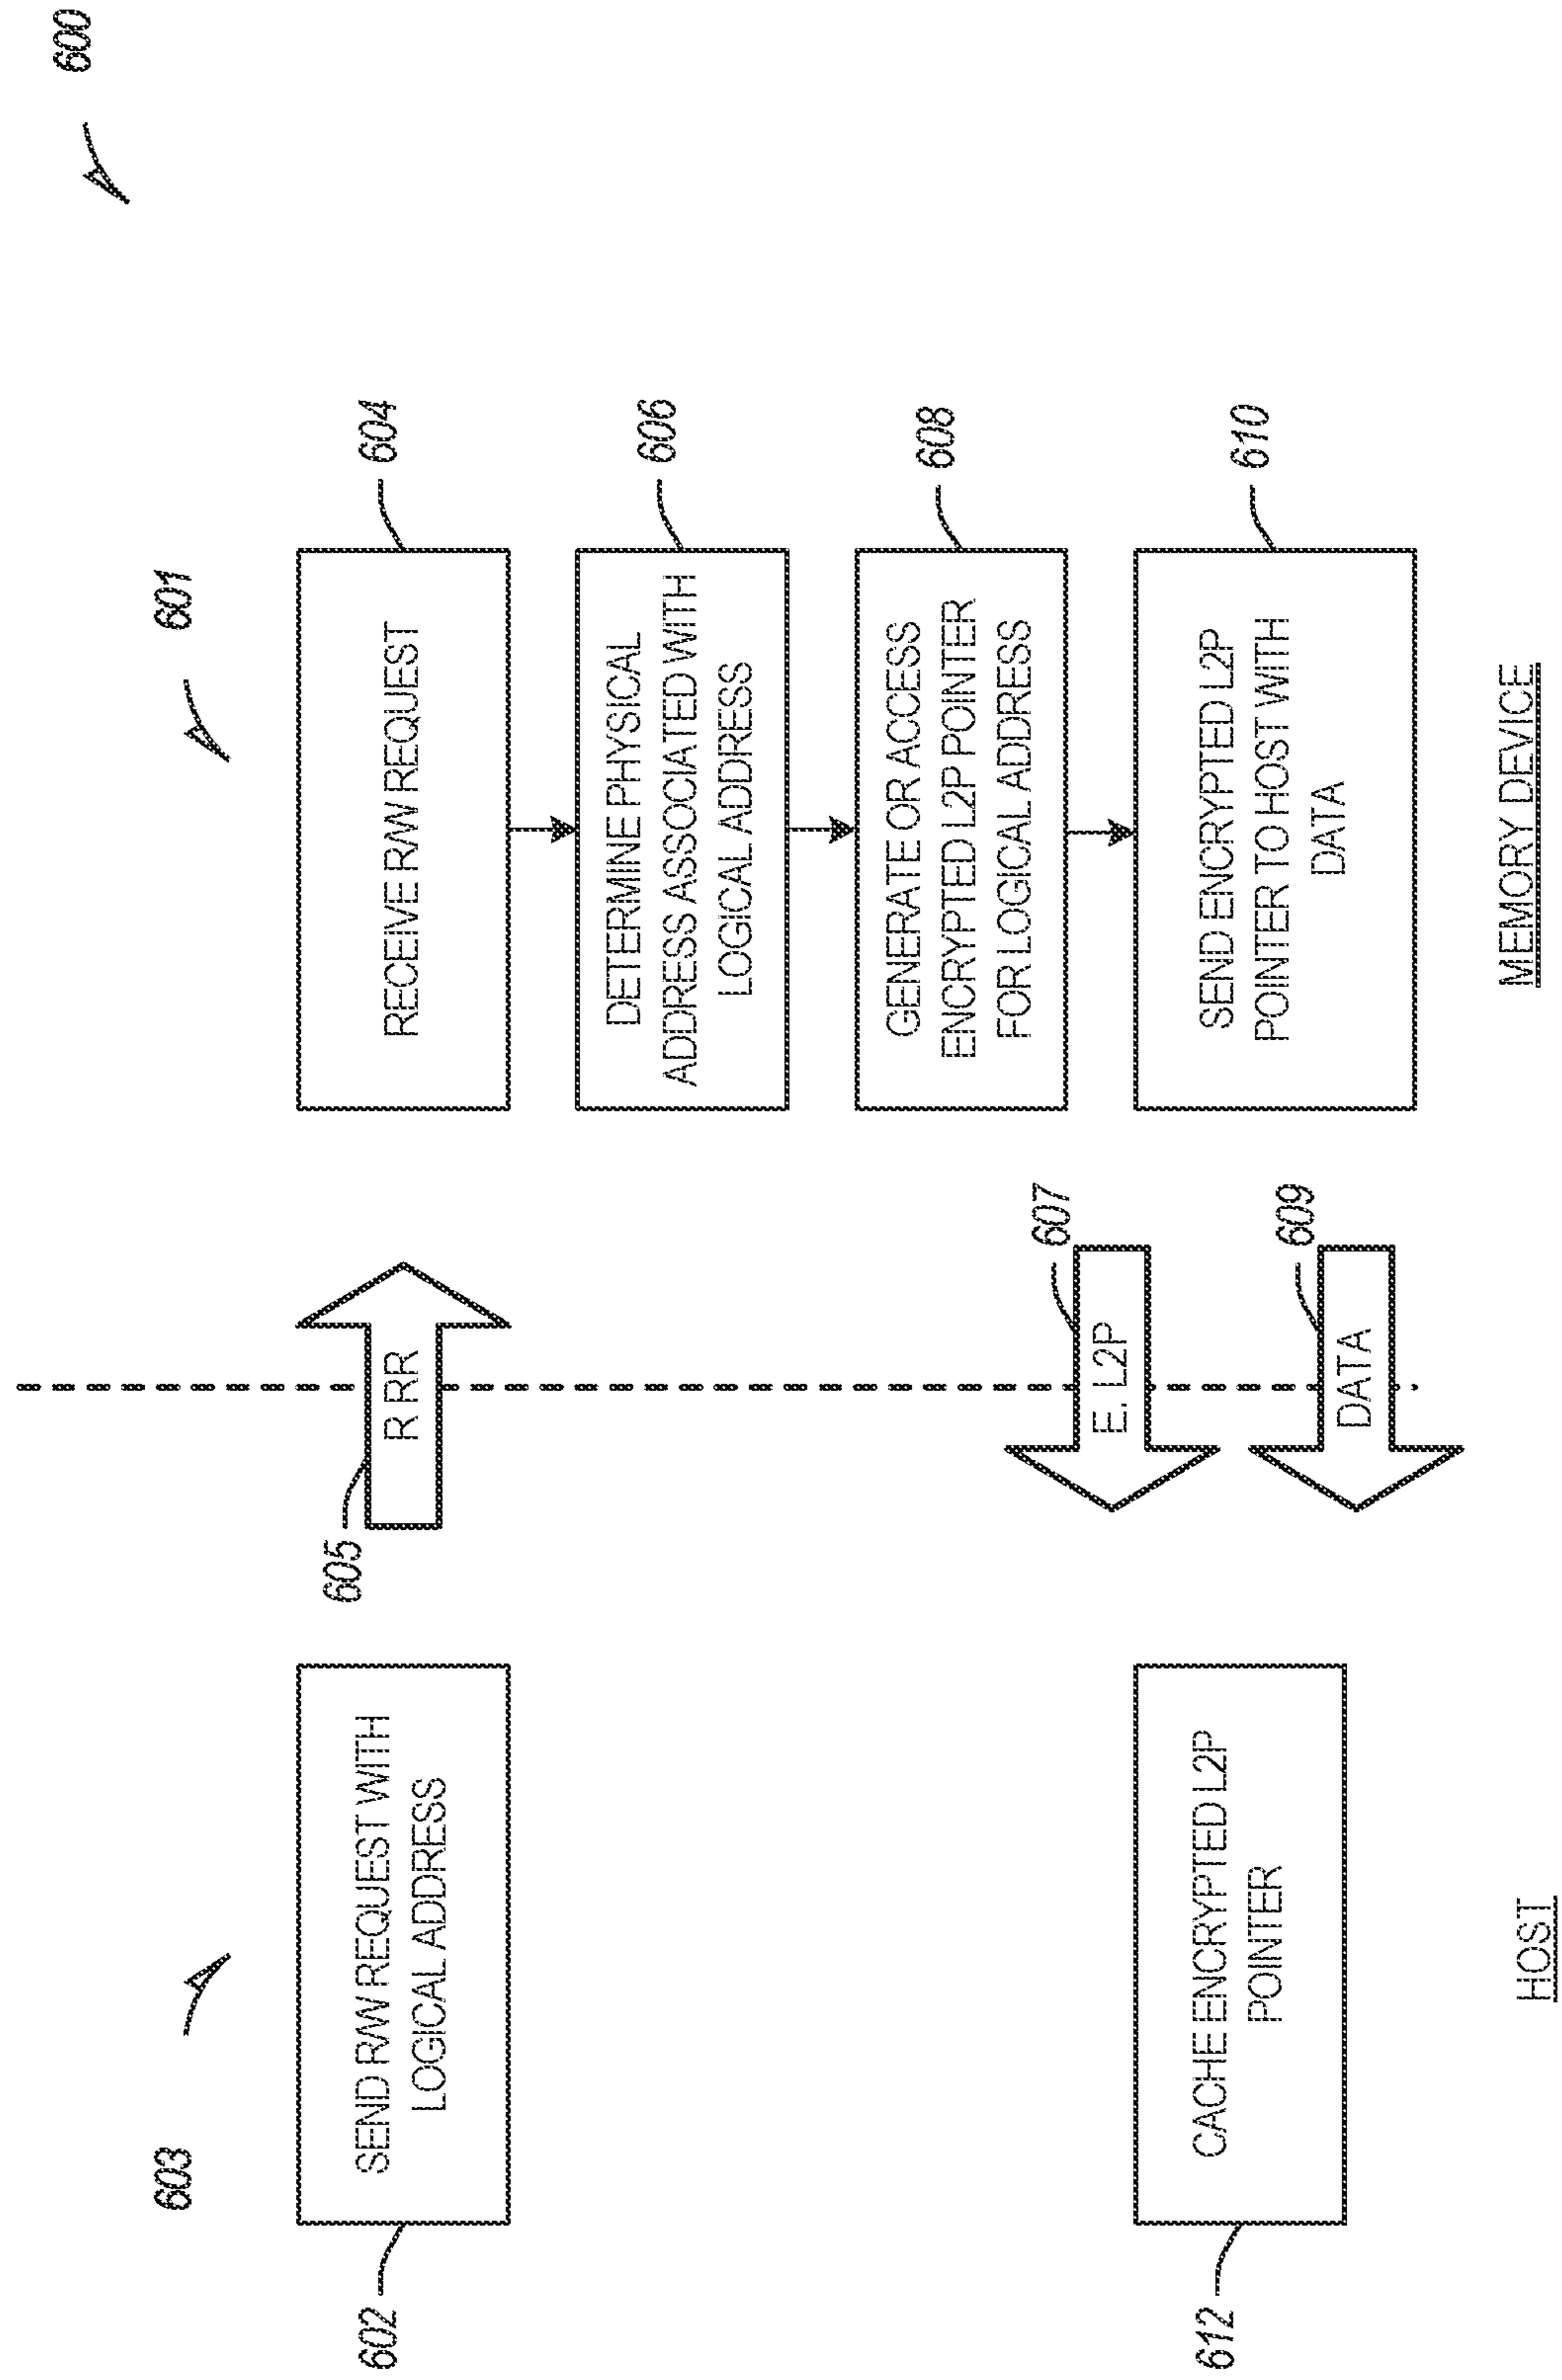 600
603
601
602
SEND R/W REQUEST WITH
LOGICAL ADDRESS
605
R RR
RECEIVE R/W REQUEST
604
DETERMINE PHYSICAL
ADDRESS ASSOCIATED WITH
LOGICAL ADDRESS
606
GENERATE OR ACCESS
ENCRYPTED L2P POINTER
FOR LOGICAL ADDRESS
608
607
E. L2P
612
CACHE ENCRYPTED L2P
POINTER
609
DATA
SEND ENCRYPTED L2P
POINTER TO HOST WITH
DATA
610
HOST
MEMORY DEVICE